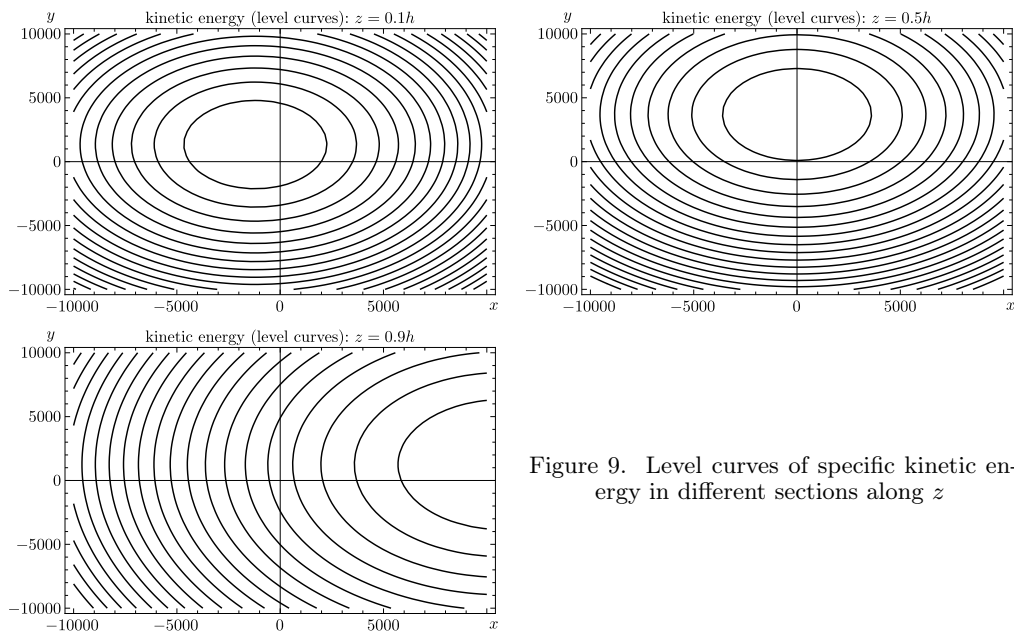 y
kinetic energy (level curves): z = 0.1h
10000
5000
0
−5000
−10000
−10000 −5000 0 5000 x
y
kinetic energy (level curves): z = 0.5h
10000
5000
0
−5000
−10000
−10000 −5000 0 5000 x
y
kinetic energy (level curves): z = 0.9h
10000
5000
0
−5000
−10000
−10000 −5000 0 5000 x
Figure 9. Level curves of specific kinetic en-
ergy in different sections along z